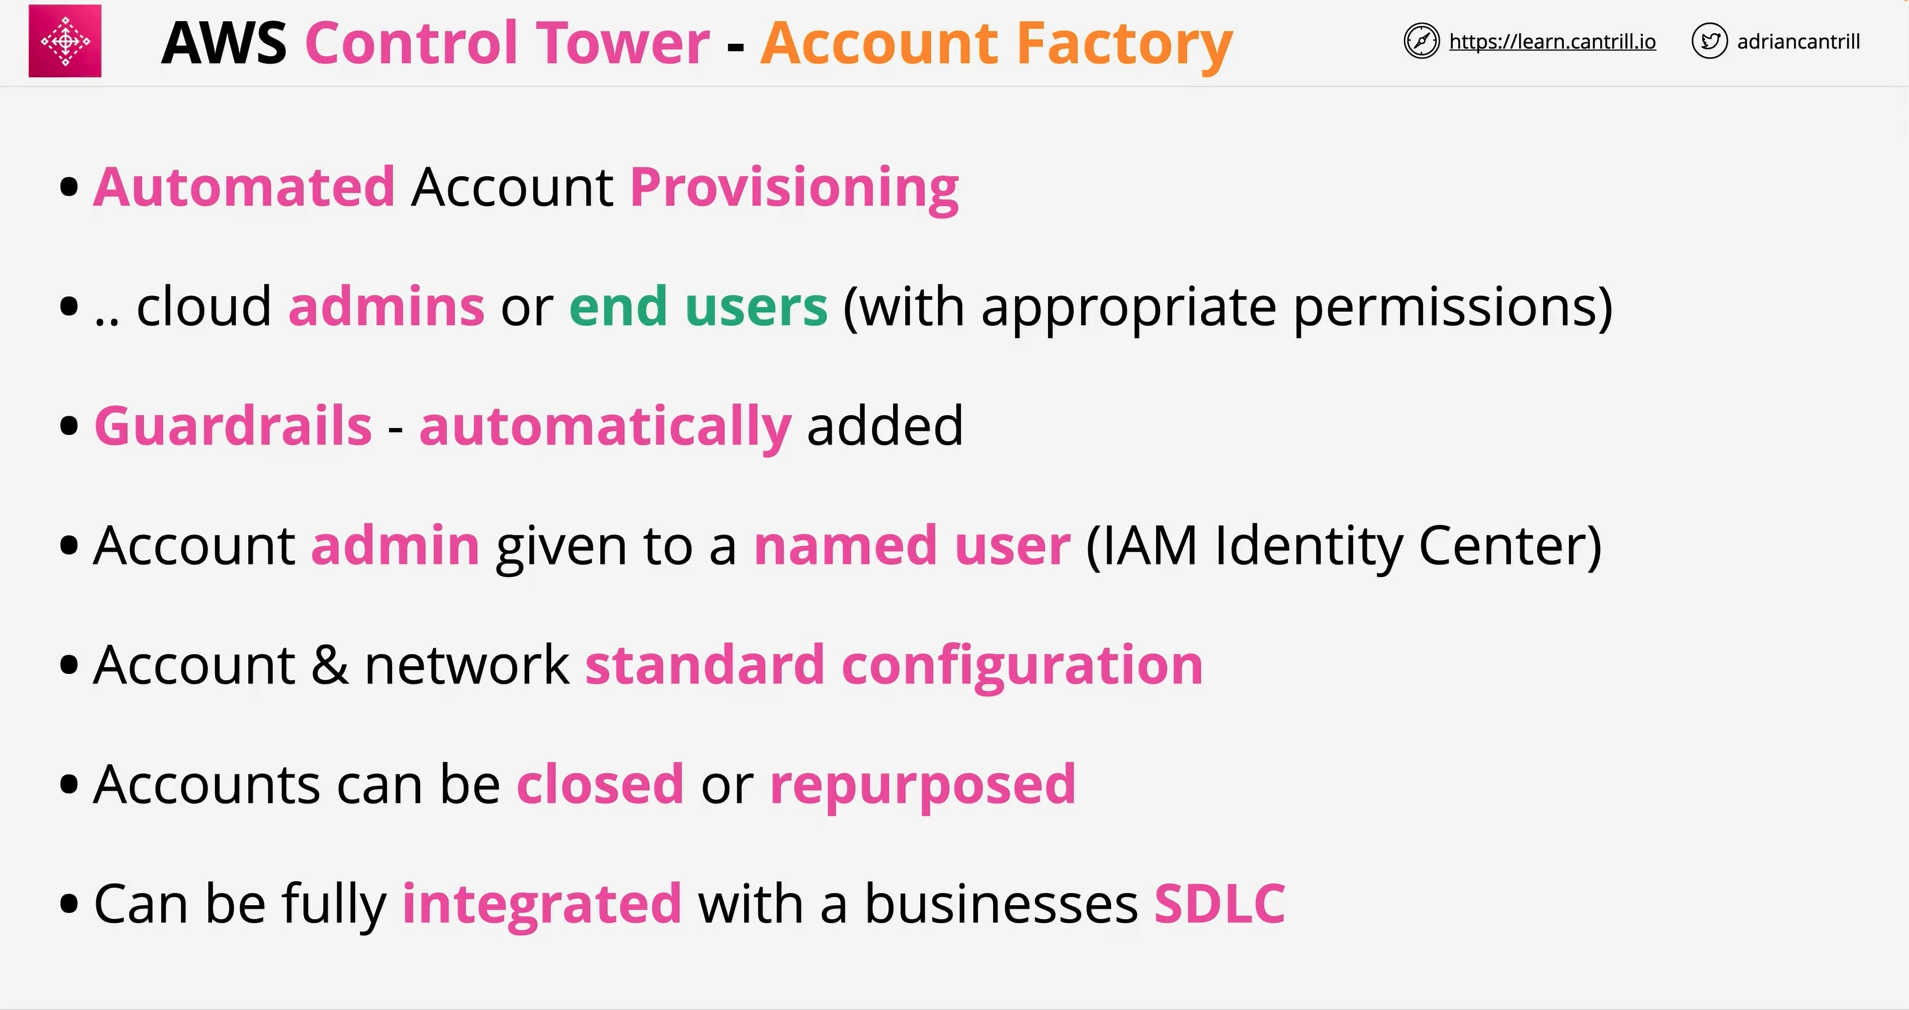 AWS Control Tower - Account Factory
https://learn.cantrill.io
adriancantrill
• Automated Account Provisioning
• .. cloud admins or end users (with appropriate permissions)
• Guardrails - automatically added
• Account admin given to a named user (IAM Identity Center)
• Account & network standard configuration
• Accounts can be closed or repurposed
• Can be fully integrated with a businesses SDLC